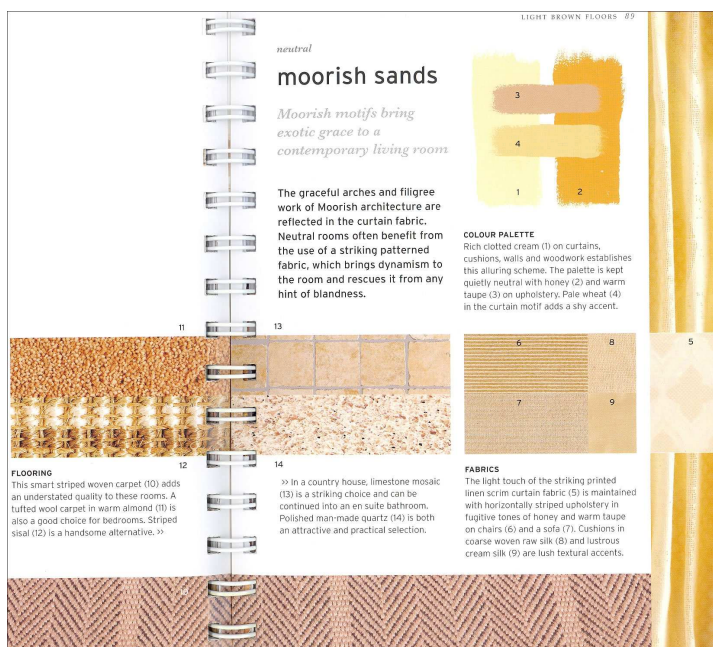 LIGHT BROWN FLOORS 89
neutral
moorish sands
Moorish motifs bring
exotic grace to a
contemporary living room
The graceful arches and filigree
work of Moorish architecture are
reflected in the curtain fabric.
Neutral rooms often benefit from
the use of a striking patterned
fabric, which brings dynamism to
the room and rescues it from any
hint of blandness.
3
4
1 2
COLOUR PALETTE
Rich clotted cream (1) on curtains,
cushions, walls and woodwork establishes
this alluring scheme. The palette is kept
quietly neutral with honey (2) and warm
taupe (3) on upholstery. Pale wheat (4)
in the curtain motif adds a shy accent.
11 13
6 8 5
7 9
12 14
FLOORING
This smart striped woven carpet (10) adds
an understated quality to these rooms. A
tufted wool carpet in warm almond (11) is
also a good choice for bedrooms. Striped
sisal (12) is a handsome alternative. >>
>> In a country house, limestone mosaic
(13) is a striking choice and can be
continued into an en suite bathroom.
Polished man-made quartz (14) is both
an attractive and practical selection.
FABRICS
The light touch of the striking printed
linen scrim curtain fabric (5) is maintained
with horizontally striped upholstery in
fugitive tones of honey and warm taupe
on chairs (6) and a sofa (7). Cushions in
coarse woven raw silk (8) and lustrous
cream silk (9) are lush textural accents.
10